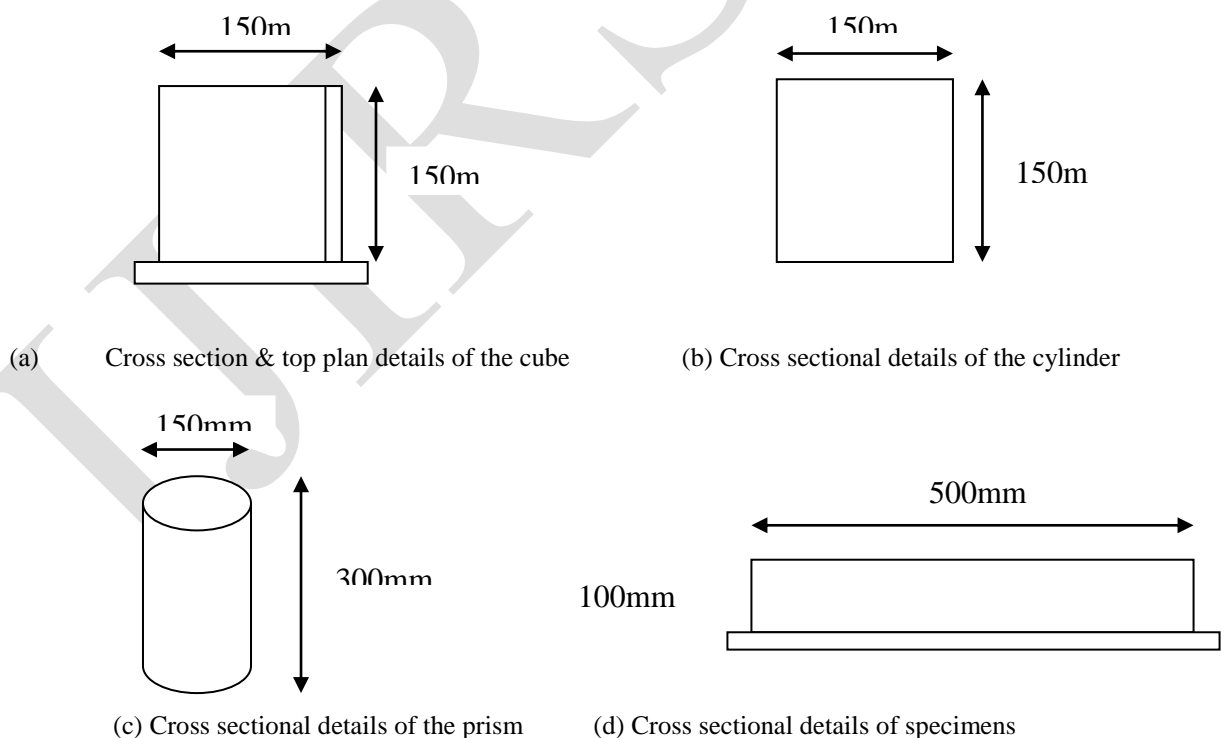 150m
150m
150m
150m
(a) Cross section & top plan details of the cube
(b) Cross sectional details of the cylinder
150mm
300mm
500mm
100mm
(c) Cross sectional details of the prism
(d) Cross sectional details of specimens